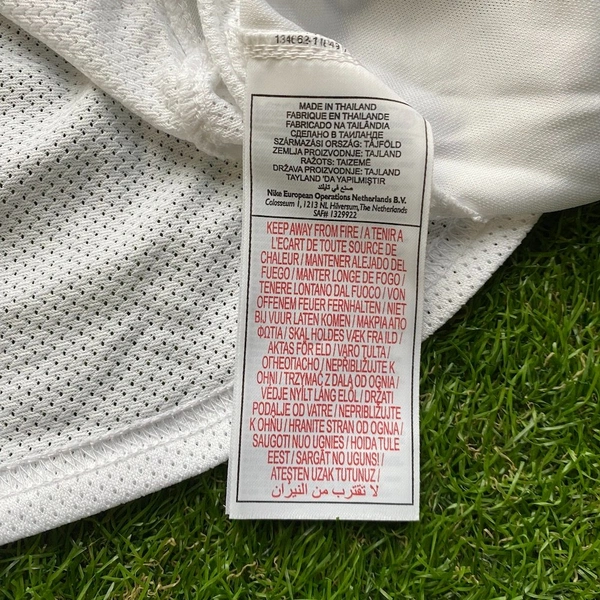 MADE IN THAILAND
FABRIQUE EN THAILANDE
FABRICADO NA TAILÂNDIA
СДЕЛАНО В ТАИЛАНДЕ
SZÁRMAZÁSI ORSZÁG: TÁJFÖLD
ZEMLJA PROIZVODNJE: TAJLAND
RAŽOTS: TAIZEMĒ
DRŽAVA PROIZVODNJE: TAJLAND
TAYLAND 'DA YAPILMIŞTIR
صنع في تايلند
Nike European Operations Netherlands B.V.
Colosseum 1, 1213 NL Hilversum, The Netherlands
SAF# 1329922
KEEP AWAY FROM FIRE / A TENIR A
L'ECART DE TOUTE SOURCE DE
CHALEUR / MANTENER ALEJADO DEL
FUEGO / MANTER LONGE DE FOGO /
TENERE LONTANO DAL FUOCO / VON
OFFENEM FEUER FERNHALTEN / NIET
BIJ VUUR LATEN KOMEN / ΜΑΚΡΙΑ ΑΠΟ
ΦΩΤΙΑ / SKAL HOLDES VÆK FRA ILD /
AKTAS FÖR ELD / VARO TULTA /
ОГНЕОПАСНО / NEPŘIBLIŽUJTE K
OHNI / TRZYMAĆ Z DALA OD OGNIA /
VÉDJE NYÍLT LÁNG ELŐL / DRŽATI
PODALJE OD VATRE / NEPRIBLIŽUJTE
K OHŇU / HRANITE STRAN OD OGNJA /
SAUGOTI NUO UGNIES / HOIDA TULE
EEST / SARGĀT NO UGUNS /
ATEŞTEN UZAK TUTUNUZ /
لا تقترب من النيران